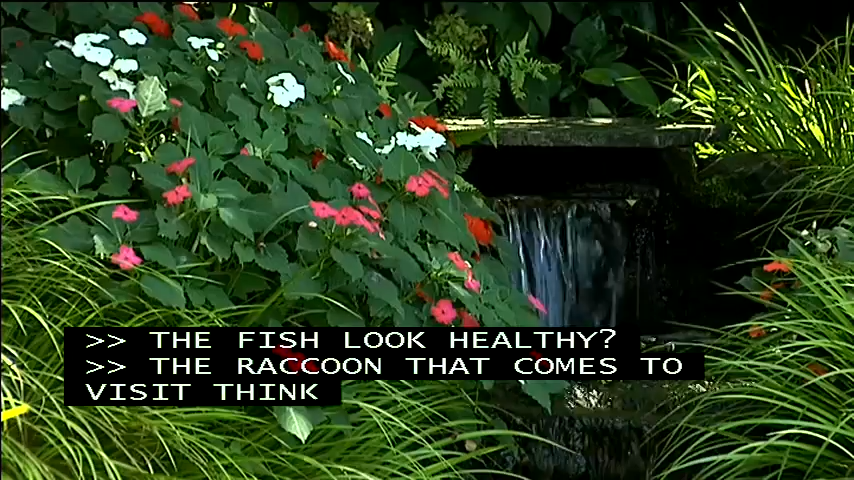 >> THE FISH LOOK HEALTHY?
>> THE RACCOON THAT COMES TO
VISIT THINK